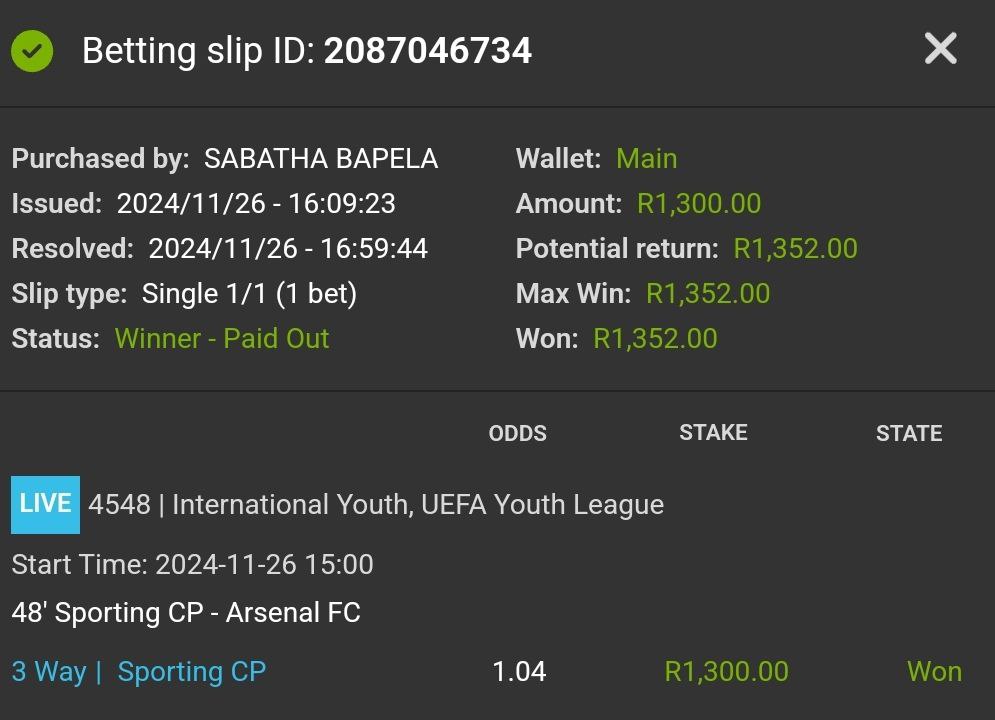 Betting slip ID: 2087046734
Purchased by: SABATHA BAPELA
Issued: 2024/11/26 - 16:09:23
Resolved: 2024/11/26 - 16:59:44
Slip type: Single 1/1 (1 bet)
Status: Winner - Paid Out
Wallet: Main
Amount: R1,300.00
Potential return: R1,352.00
Max Win: R1,352.00
Won: R1,352.00
ODDS STAKE STATE
LIVE 4548 | International Youth, UEFA Youth League
Start Time: 2024-11-26 15:00
48' Sporting CP - Arsenal FC
3 Way | Sporting CP 1.04 R1,300.00 Won